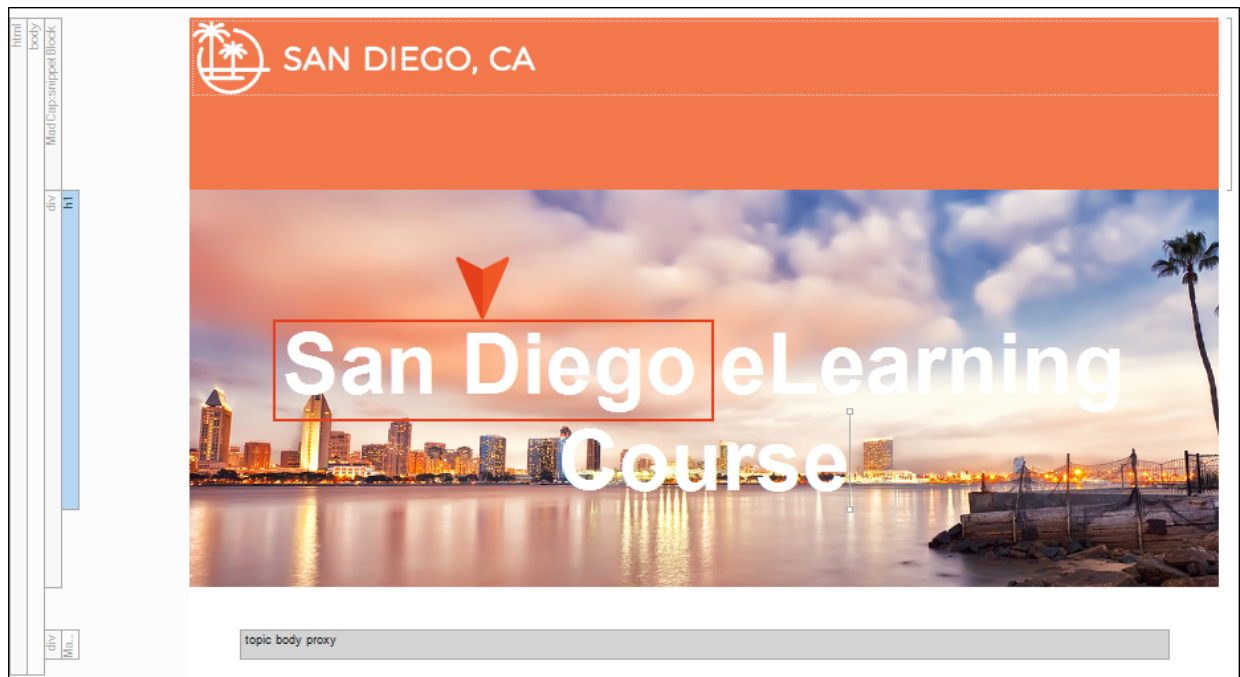 html
body
MadCap:snippetBlock
SAN DIEGO, CA
div
h1
San Diego eLearning
Course
div
Ma...
topic body proxy